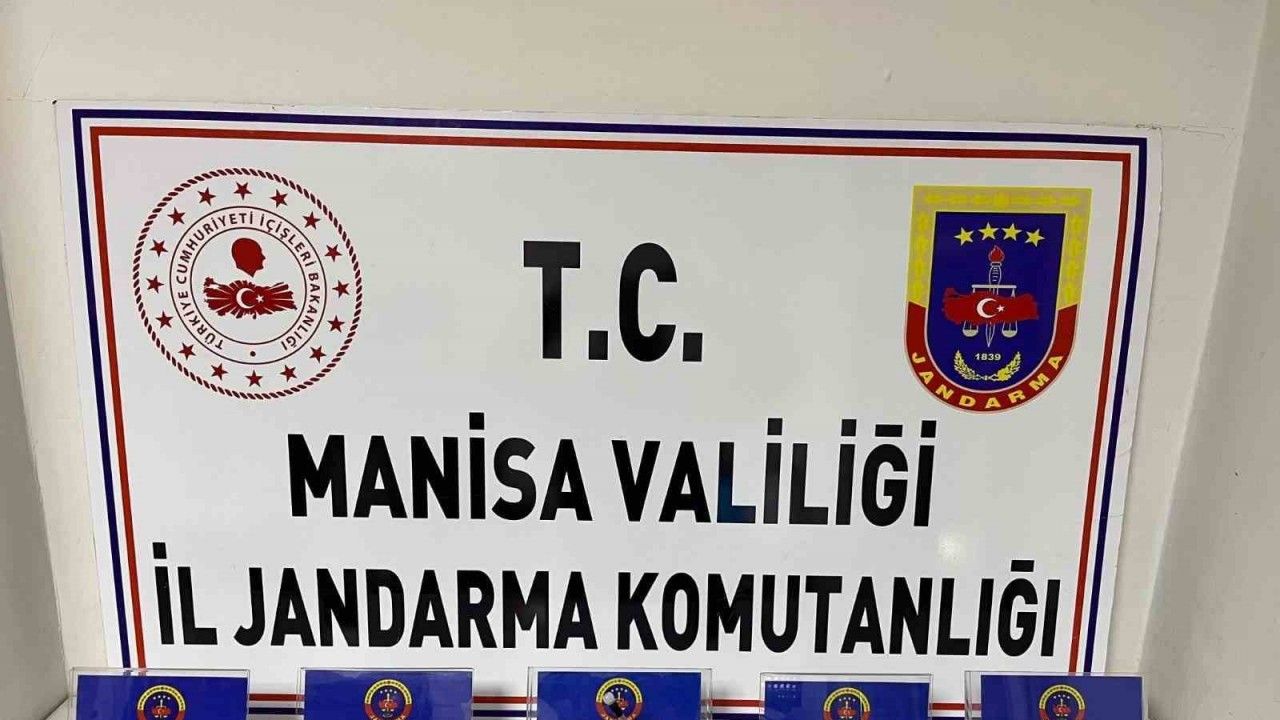 TÜRKİYE CUMHURİYETİ İÇİŞLERİ BAKANLIĞI
T.C.
1839
JANDARMA
MANİSA VALİLİĞİ
İL JANDARMA KOMUTANLIĞI